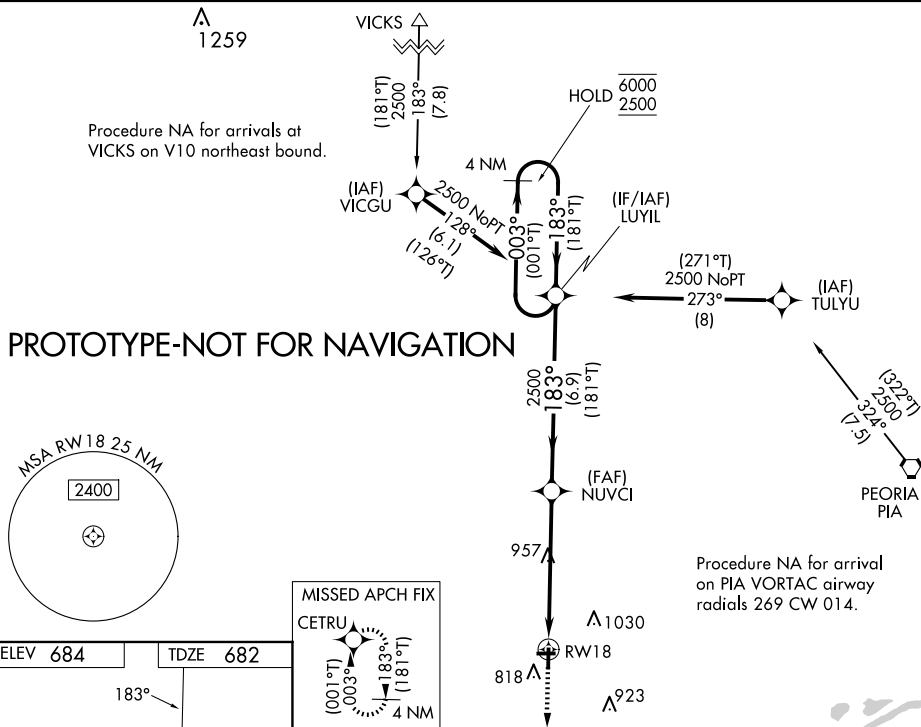 1259
VICKS
(181°T)
2500
183°
(7.8)
HOLD 6000
2500
Procedure NA for arrivals at
VICKS on V10 northeast bound.
4 NM
(IAF)
VICGU
2500 NoPT
128°
(6.1)
(126°T)
003°
(001°T)
183°
(181°T)
(IF/IAF)
LUYIL
(271°T)
2500 NoPT
273°
(8)
(IAF)
TULYU
PROTOTYPE-NOT FOR NAVIGATION
2500
183°
(6.9)
(181°T)
(322°T)
2500
324°
(7.5)
PEORIA
PIA
MSA RW18 25 NM
2400
(FAF)
NUVCI
957
Procedure NA for arrival
on PIA VORTAC airway
radials 269 CW 014.
MISSED APCH FIX
CETRU
(001°T)
003°
183°
(181°T)
4 NM
1030
RW18
818
923
ELEV 684
TDZE 682
183°